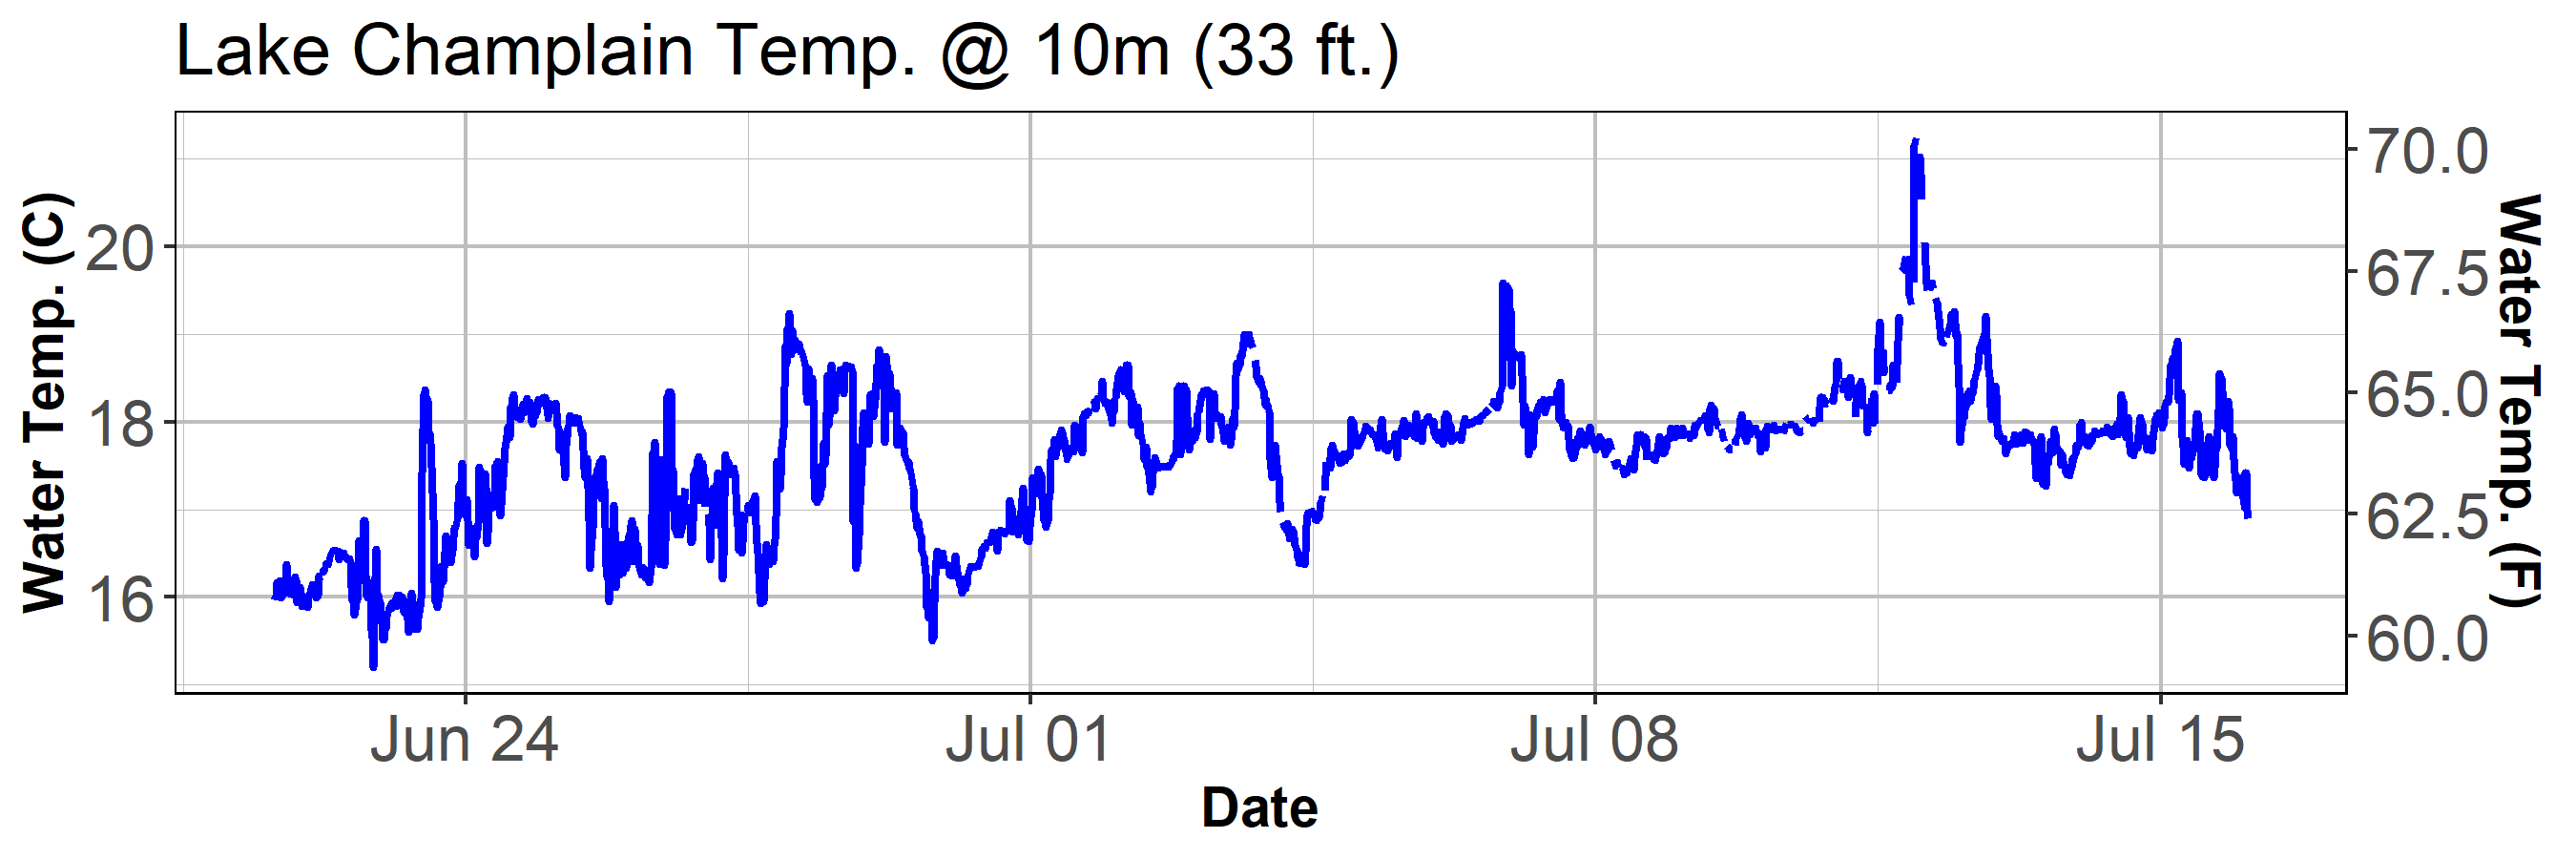 Lake Champlain Temp. @ 10m (33 ft.)
Water Temp. (C)
20
18
16
70.0
67.5
65.0
62.5
60.0
Water Temp. (F)
Jun 24 Jul 01 Jul 08 Jul 15
Date